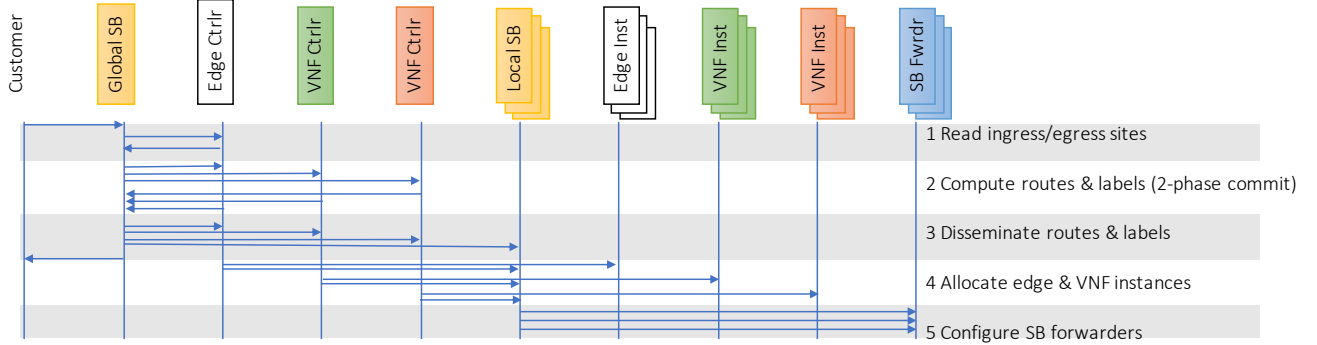 Customer
Global SB
Edge Ctrlr
VNF Ctrlr
VNF Ctrlr
Local SB
Edge Inst
VNF Inst
VNF Inst
SB Fwrdr
1 Read ingress/egress sites
2 Compute routes & labels (2-phase commit)
3 Disseminate routes & labels
4 Allocate edge & VNF instances
5 Configure SB forwarders